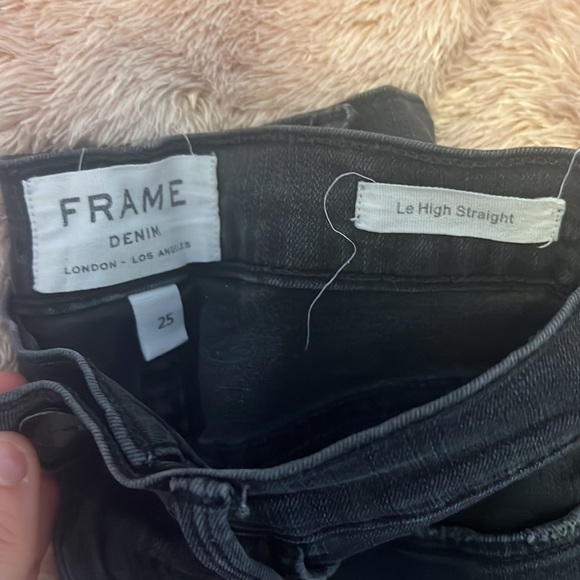 FRAME
DENIM
LONDON - LOS ANGELES
Le High Straight
25